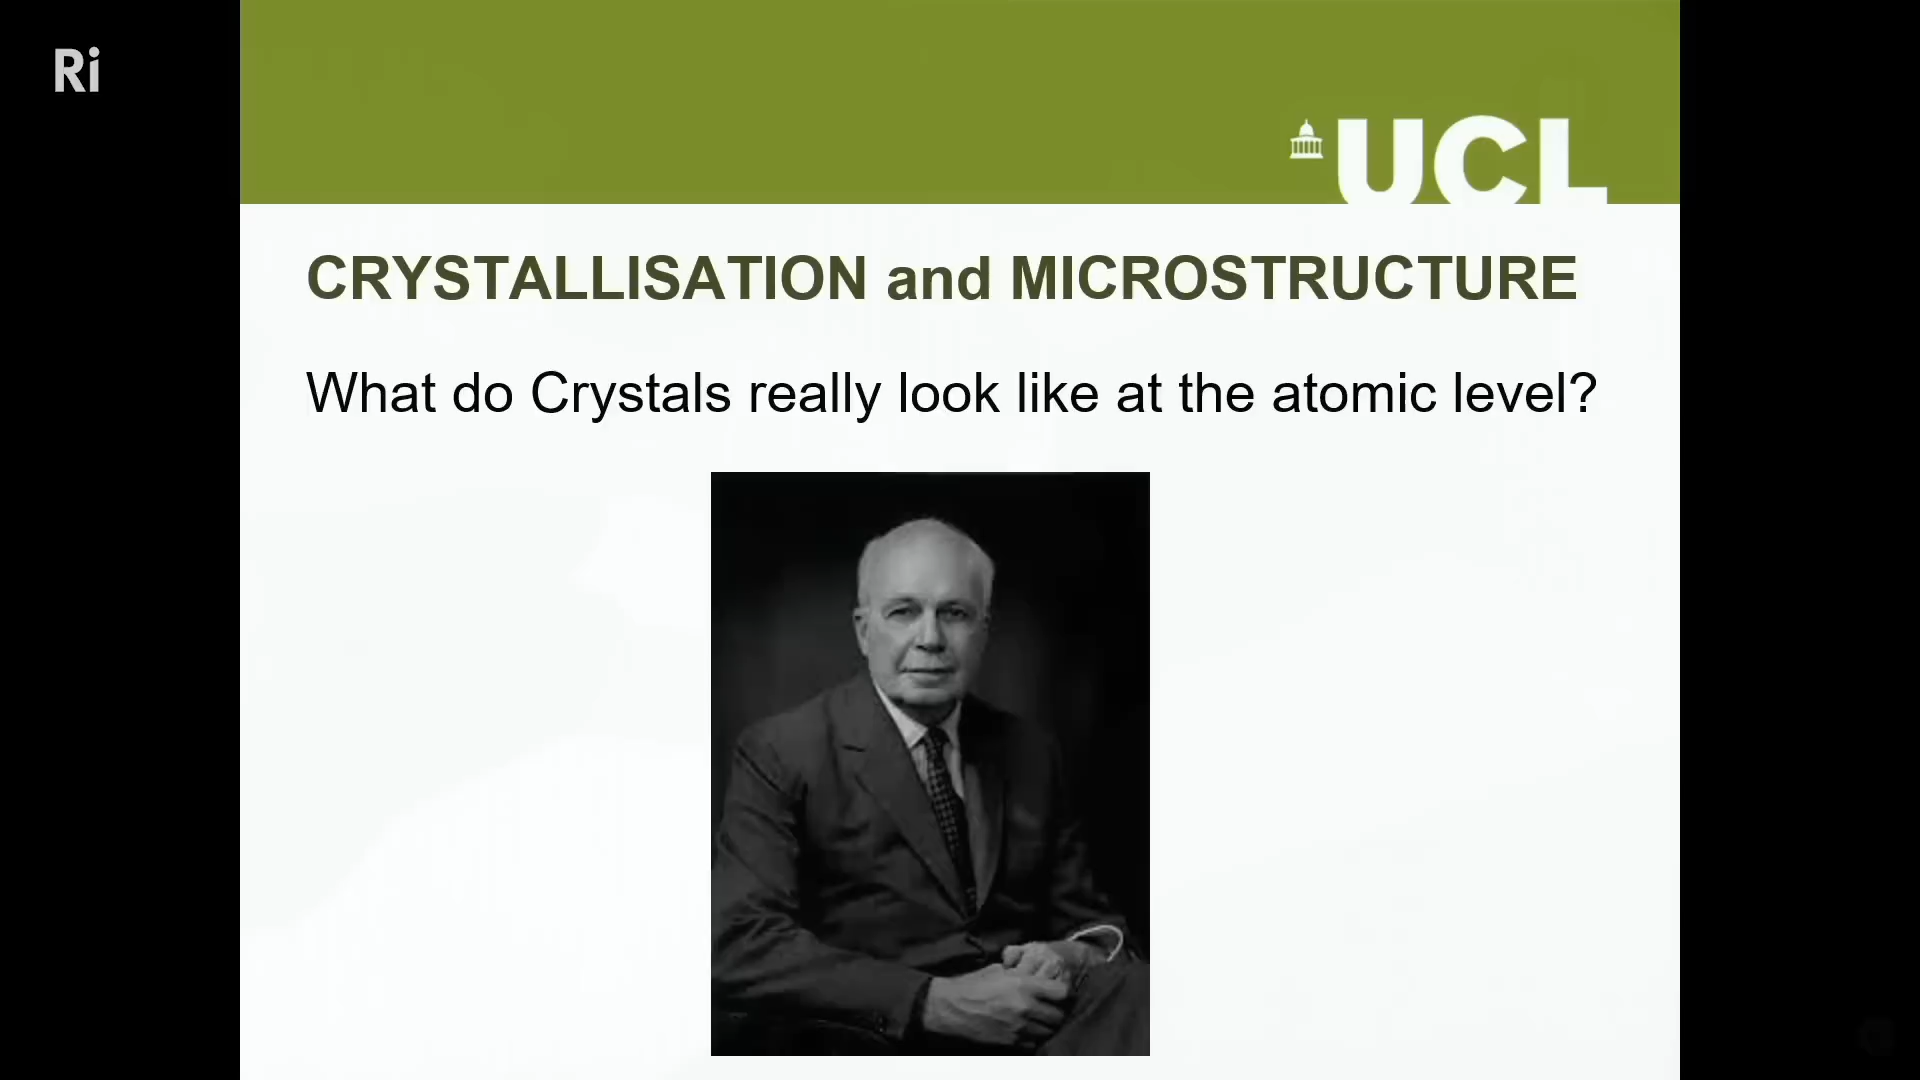 Ri
UCL
CRYSTALLISATION and MICROSTRUCTURE
What do Crystals really look like at the atomic level?